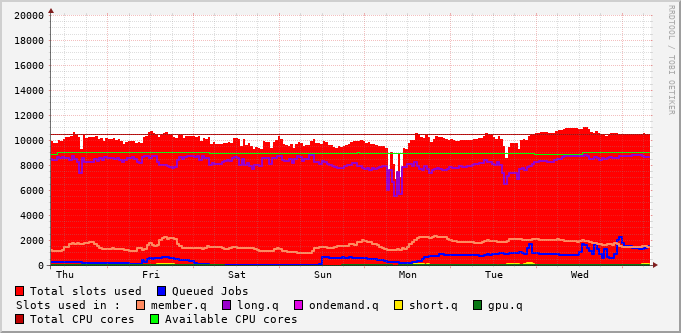 20000
18000
16000
14000
12000
10000
8000
6000
4000
2000
0
Thu Fri Sat Sun Mon Tue Wed
Total slots used Queued Jobs
Slots used in : member.q long.q ondemand.q short.q gpu.q
Total CPU cores Available CPU cores
RRDTOOL / TOBI OETIKER